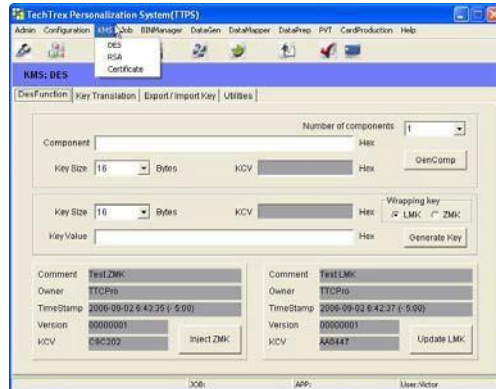 TechTrex Personalization System(TTPS)
Admin Configuration KMS Job BINManager DataGen DataMapper DataPrep PVT CardProduction Help
DES
RSA
Certificate
KMS: DES
DesFunction Key Translation Export/Import Key Utilities
Number of components 1
Component Hex
Key Size 16 Bytes KCV Hex GenComp
Wrapping key
Key Size 16 Bytes KCV Hex LMK ZMK
Key Value Hex Generate Key
Comment Test ZMK Comment Test LMK
Owner TTCPro Owner TTCPro
TimeStamp 2006-09-02 6:43:35 (- 5:00) TimeStamp 2006-09-02 6:42:37 (- 5:00)
Version 00000001 Version 00000001
KCV C9C202 Inject ZMK KCV AA0447 Update LMK
JOB: APP: User:Victor